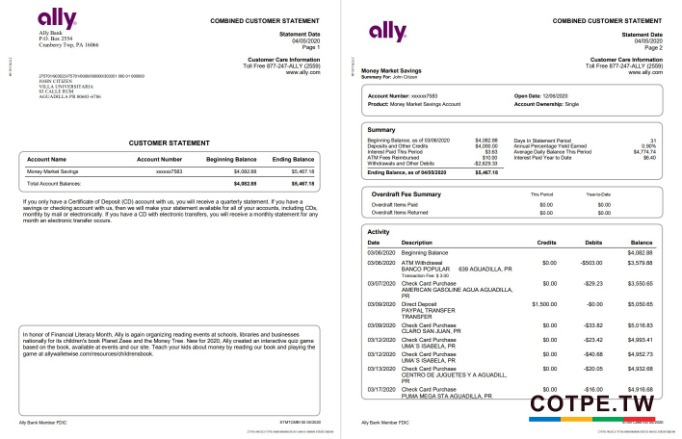 ally
Ally Bank
P.O. Box 2554
Cranberry Twp, PA 16066
COMBINED CUSTOMER STATEMENT
Statement Date
04/05/2020
Page 1
Customer Care Information
Toll Free 877-247-ALLY (2559)
www.ally.com
JOHN CITIZEN
VILLA UNIVERSITARIA
AGUADILLA PR 00603-6706
CUSTOMER STATEMENT
Account Name Account Number Beginning Balance Ending Balance
Money Market Savings xxxxxx7583 $4,082.88 $5,467.18
Total Account Balances: $4,082.88 $5,467.18
If you only have a Certificate of Deposit (CD) account with us, you will receive a quarterly statement. If you have a
savings or checking account with us, then we will make your statement available for all of your accounts, including CDs,
monthly by mail or electronically. If you have a CD with electronic transfers, you will receive a monthly statement for any
month an electronic transfer occurs.
In honor of Financial Literacy Month, Ally is again organizing reading events at schools, libraries and businesses
nationally for its children's book Planet Zeee and the Money Tree. New for 2020, Ally created an interactive quiz game
based on the book, available at events and our site. Teach your kids about money by reading our book and playing the
game at allywalletwise.com/resources/childrensbook.
Ally Bank Member FDIC
ally
COMBINED CUSTOMER STATEMENT
Statement Date
04/05/2020
Page 2
Customer Care Information
Toll Free 877-247-ALLY (2559)
www.ally.com
Money Market Savings
Summary For: John Citizen
Account Number: xxxxxx7583 Open Date: 12/06/2020
Product: Money Market Savings Account Account Ownership: Single
Summary
Beginning Balance, as of 03/06/2020 $4,082.88 Days In Statement Period 31
Deposits and Other Credits $4,000.00 Annual Percentage Yield Earned 0.90%
Interest Paid This Period $3.63 Average Daily Balance This Period $4,774.74
ATM Fees Reimbursed $10.00 Interest Paid Year to Date $6.40
Withdrawals and Other Debits -$2,629.33
Ending Balance, as of 04/05/2020 $5,467.18
Overdraft Fee Summary This Period Year-to-Date
Overdraft Items Paid $0.00 $0.00
Overdraft Items Returned $0.00 $0.00
Activity
Date Description Credits Debits Balance
03/06/2020 Beginning Balance $4,082.88
03/06/2020 ATM Withdrawal $0.00 -$503.00 $3,579.88
BANCO POPULAR 639 AGUADILLA, PR
Transaction Fee: $ 3.00
03/07/2020 Check Card Purchase $0.00 -$29.23 $3,550.65
AMERICAN GASOLINE AGUA AGUADILLA,
PR
03/09/2020 Direct Deposit $1,500.00 -$0.00 $5,050.65
PAYPAL TRANSFER
TRANSFER
03/09/2020 Check Card Purchase $0.00 -$33.82 $5,016.83
CLARO SAN JUAN, PR
03/12/2020 Check Card Purchase $0.00 -$23.42 $4,993.41
UMA'S ISABELA, PR
03/12/2020 Check Card Purchase $0.00 -$40.68 $4,952.73
UMA'S ISABELA, PR
03/13/2020 Check Card Purchase $0.00 -$20.05 $4,932.68
CENTRO DE JUGUETES Y A AGUADILL,
PR
03/17/2020 Check Card Purchase $0.00 -$16.00 $4,916.68
PUMA MEGA STA AGUADILLA, PR
COTPE.TW
Ally Bank Member FDIC